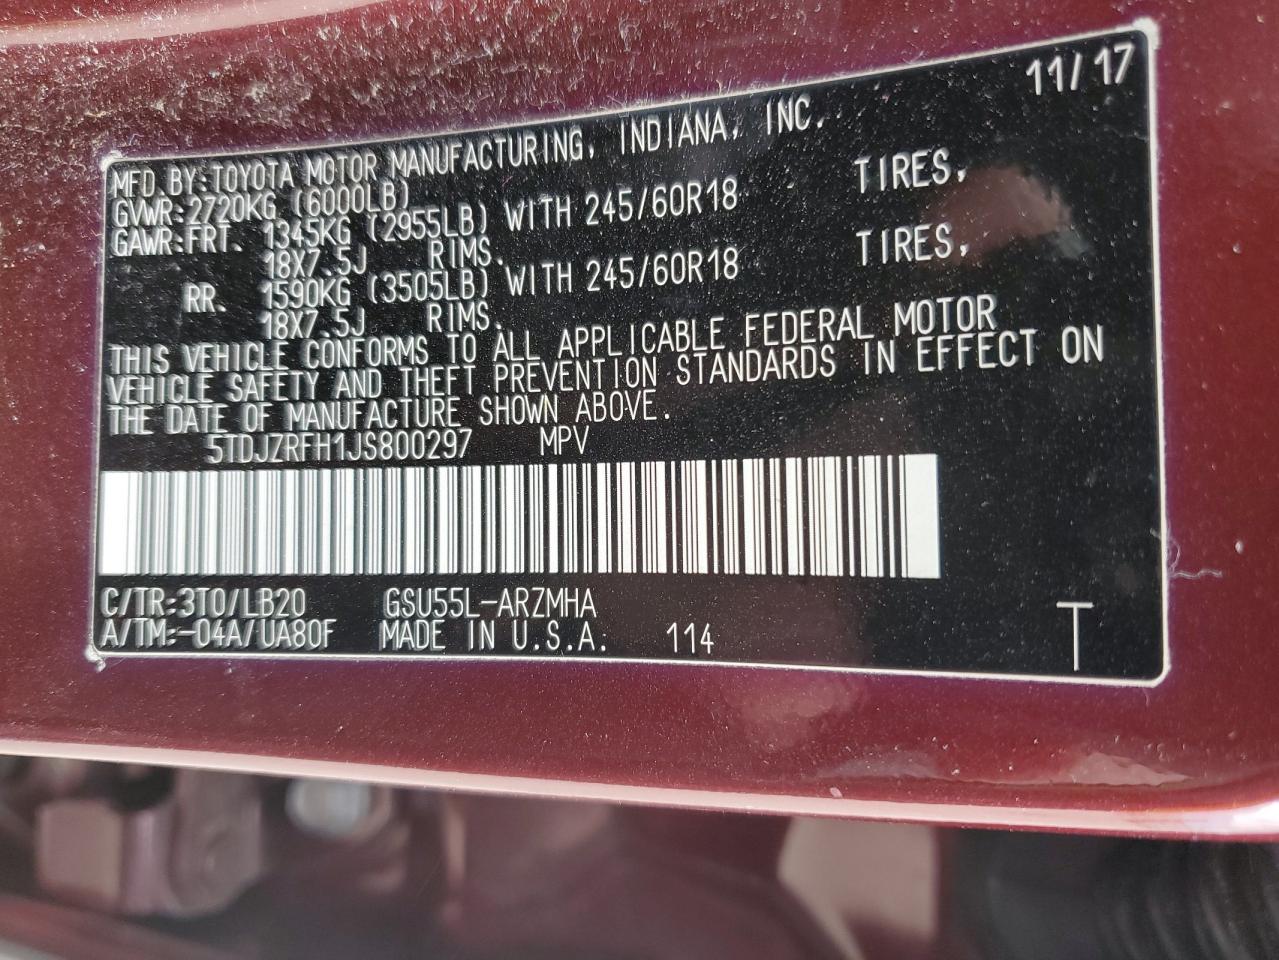 11/17
MFD.BY:TOYOTA MOTOR MANUFACTURING, INDIANA, INC.
GVWR:2720KG (6000LB)
GAWR:FRT. 1345KG (2955LB) WITH 245/60R18 TIRES,
18X7.5J RIMS.
RR. 1590KG (3505LB) WITH 245/60R18 TIRES,
18X7.5J RIMS.
THIS VEHICLE CONFORMS TO ALL APPLICABLE FEDERAL MOTOR
VEHICLE SAFETY AND THEFT PREVENTION STANDARDS IN EFFECT ON
THE DATE OF MANUFACTURE SHOWN ABOVE.
5TDJZRFH1JS800297 MPV
C/TR:3T0/LB20 GSU55L-ARZMHA
A/TM:-04A/UA80F MADE IN U.S.A. 114
T